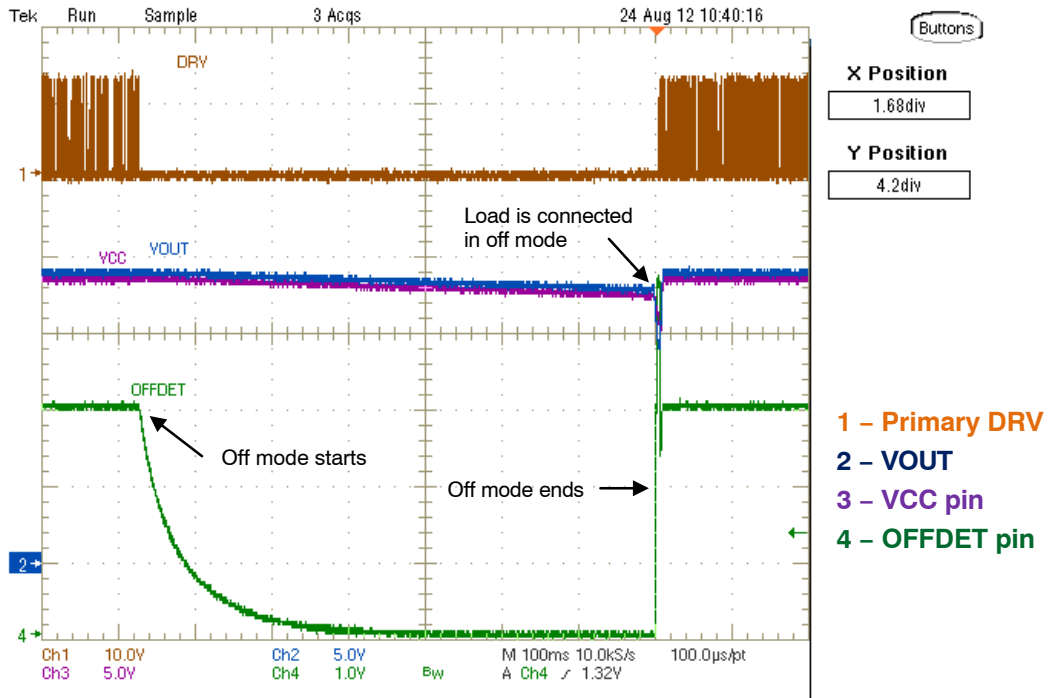 Tek Run Sample 3 Acqs 24 Aug 12 10:40:16
Buttons
X Position
1.68div
Y Position
4.2div
DRV
1
Load is connected
in off mode
VCC
VOUT
OFFDET
Off mode starts
Off mode ends
2
4
1 – Primary DRV
2 – VOUT
3 – VCC pin
4 – OFFDET pin
Ch1 10.0V Ch2 5.0V M 100ms 10.0kS/s 100.0µs/pt
Ch3 5.0V Ch4 1.0V BW A Ch4 / 1.32V